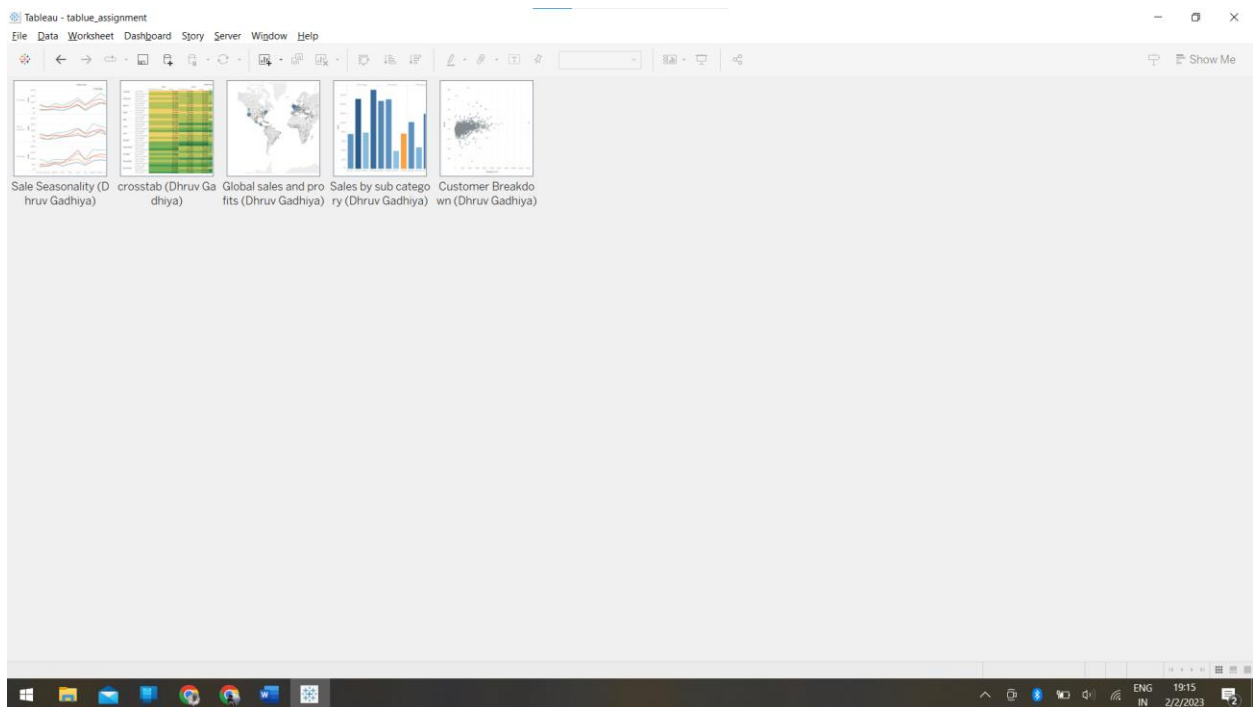 Tableau - tablue_assignment
File Data Worksheet Dashboard Story Server Window Help
Show Me
Sale Seasonality (D
hruv Gadhiya)
crosstab (Dhruv Ga
dhiya)
Global sales and pro
fits (Dhruv Gadhiya)
Sales by sub catego
ry (Dhruv Gadhiya)
Customer Breakdo
wn (Dhruv Gadhiya)
ENG
IN
19:15
2/2/2023
2